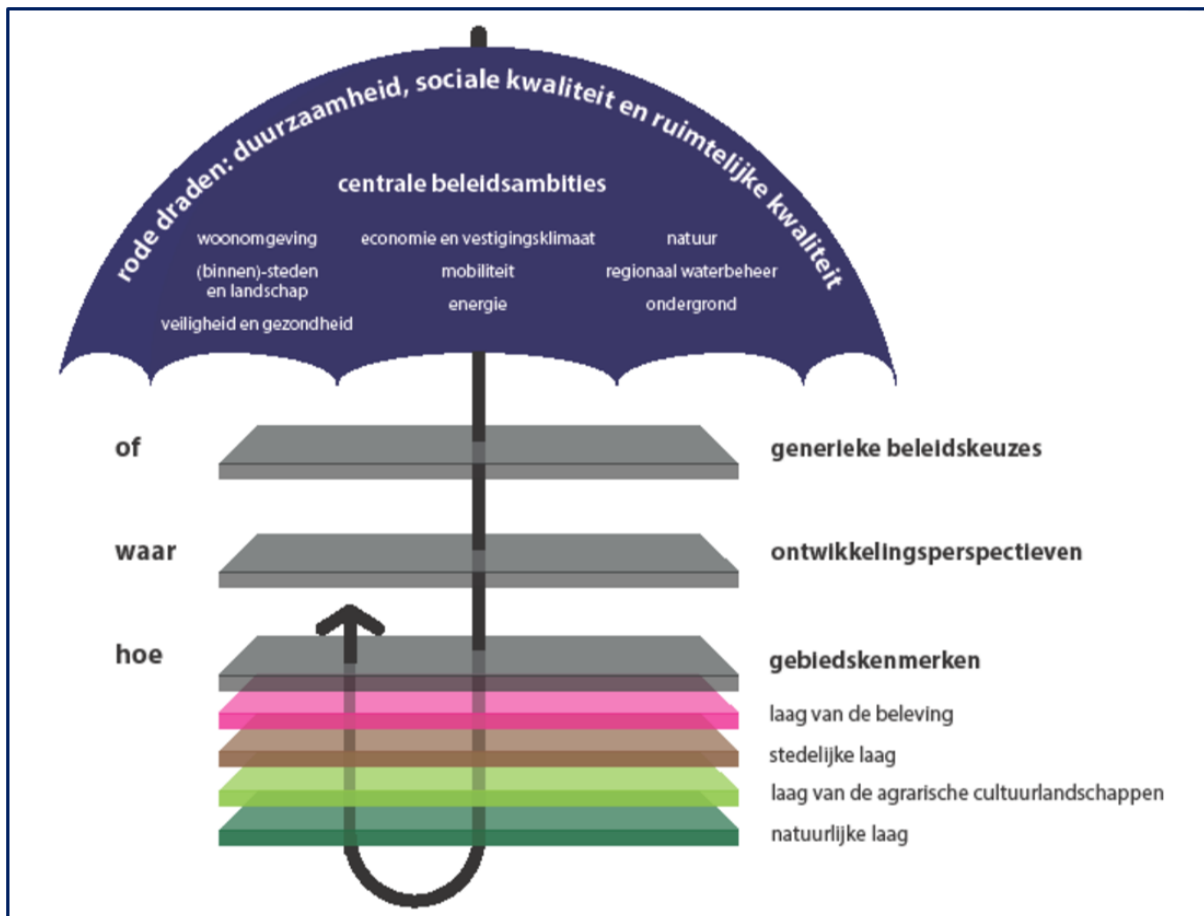 rode draden: duurzaamheid, sociale kwaliteit en ruimtelijke kwaliteit
centrale beleidsambities
woonomgeving
(binnen)-steden
en landschap
veiligheid en gezondheid
economie en vestigingsklimaat
mobiliteit
energie
natuur
regionaal waterbeheer
ondergrond
of
generieke beleidskeuzes
waar
ontwikkelingsperspectieven
hoe
gebiedskenmerken
laag van de beleving
stedelijke laag
laag van de agrarische cultuurlandschappen
natuurlijke laag